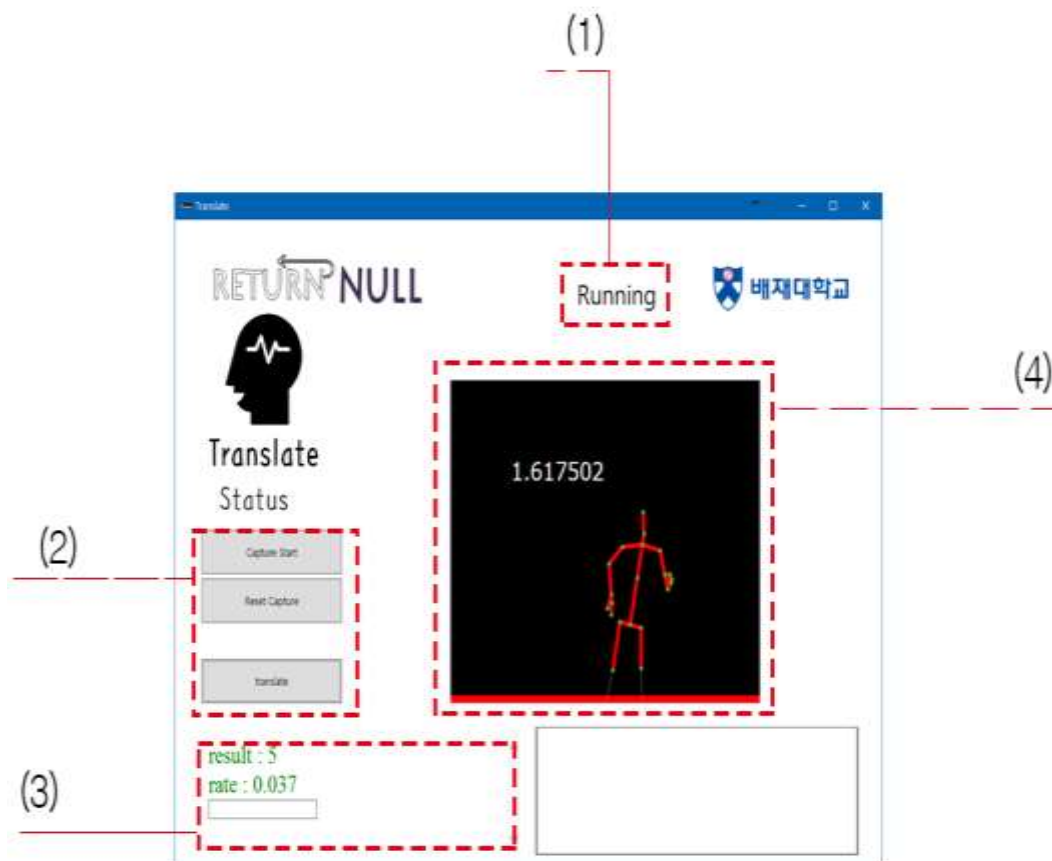 (1)
Translate
RETURN NULL
Running
배재대학교
(4)
1.617502
Translate
Status
(2)
Capture Start
Reset Capture
translate
result : 5
rate : 0.037
(3)